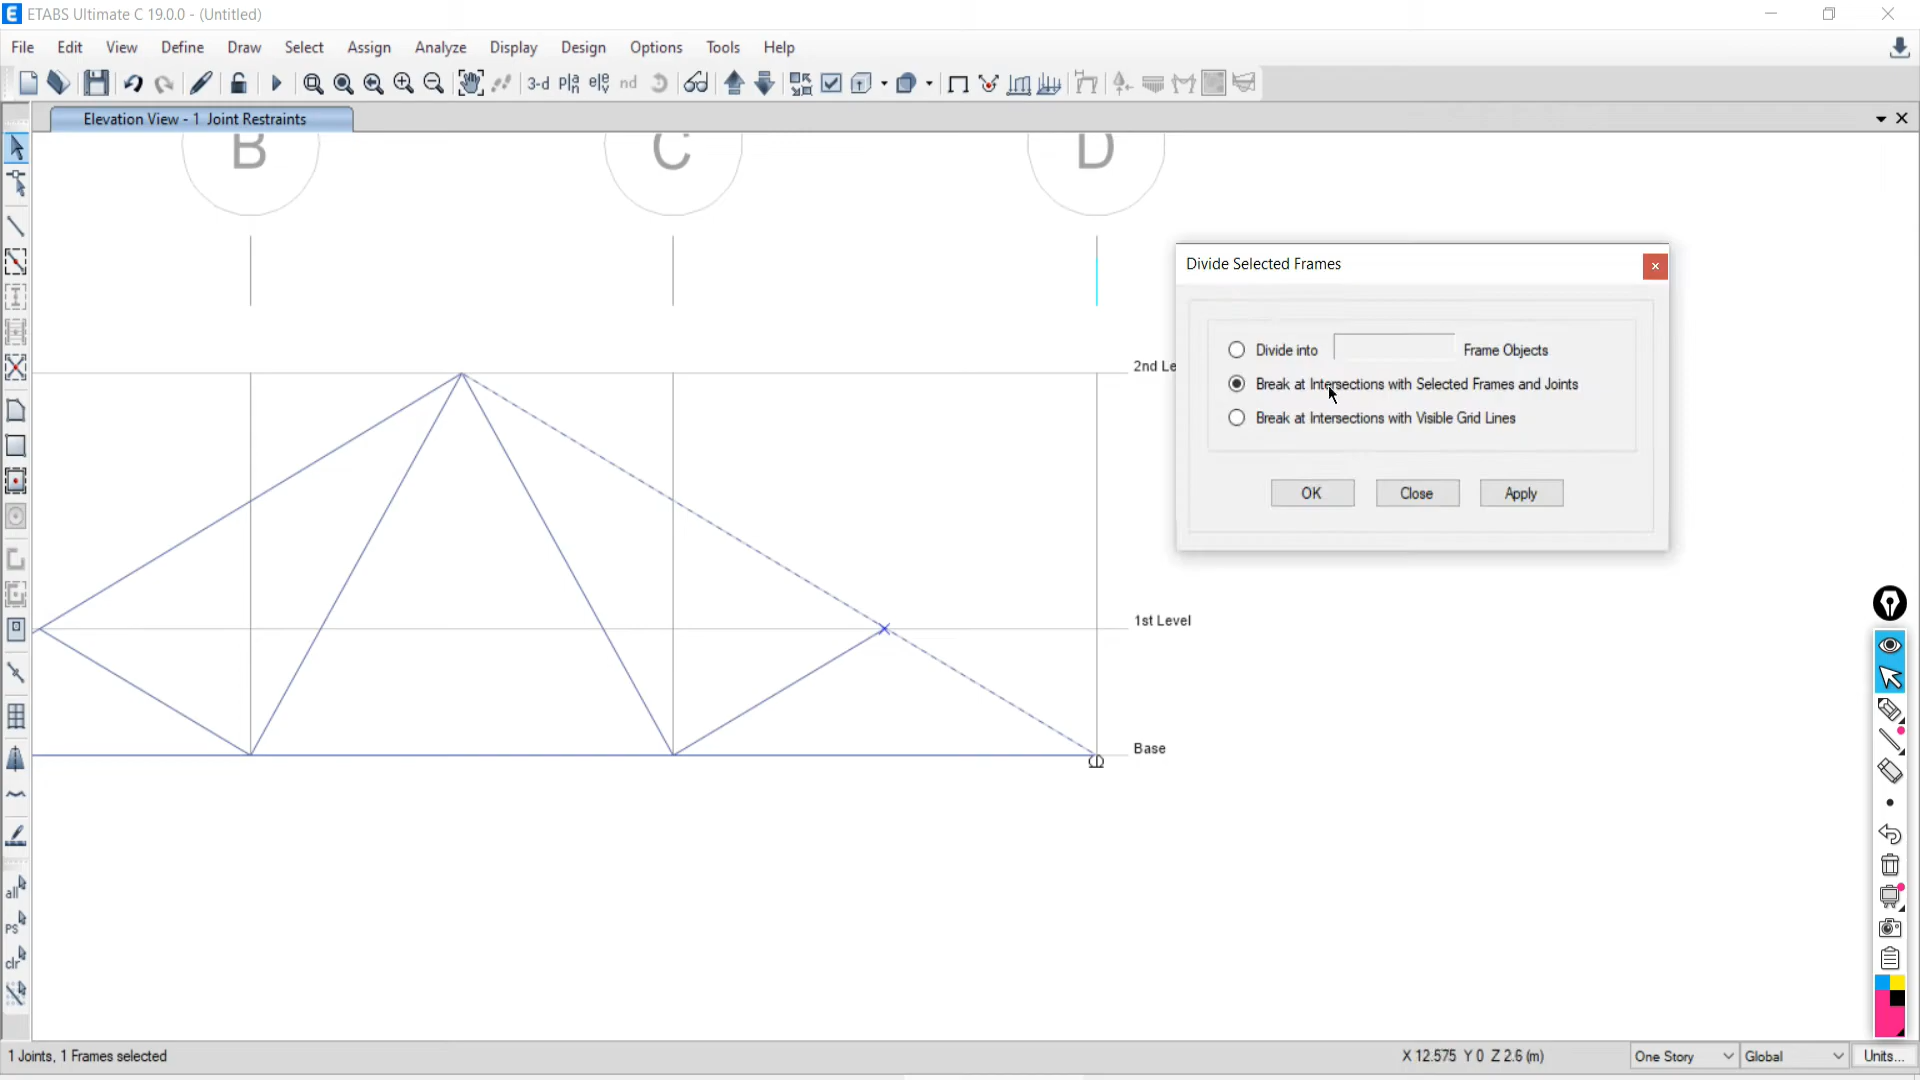 ETABS Ultimate C 19.0.0 - (Untitled)
File Edit View Define Draw Select Assign Analyze Display Design Options Tools Help
3-d
nd
Elevation View - 1 Joint Restraints
B C D
Divide Selected Frames
Divide into Frame Objects
Break at Intersections with Selected Frames and Joints
Break at Intersections with Visible Grid Lines
OK Close Apply
2nd Le
1st Level
Base
all
PS
clr
1 Joints, 1 Frames selected
X 12.575 Y 0 Z 2.6 (m)
One Story
Global
Units...